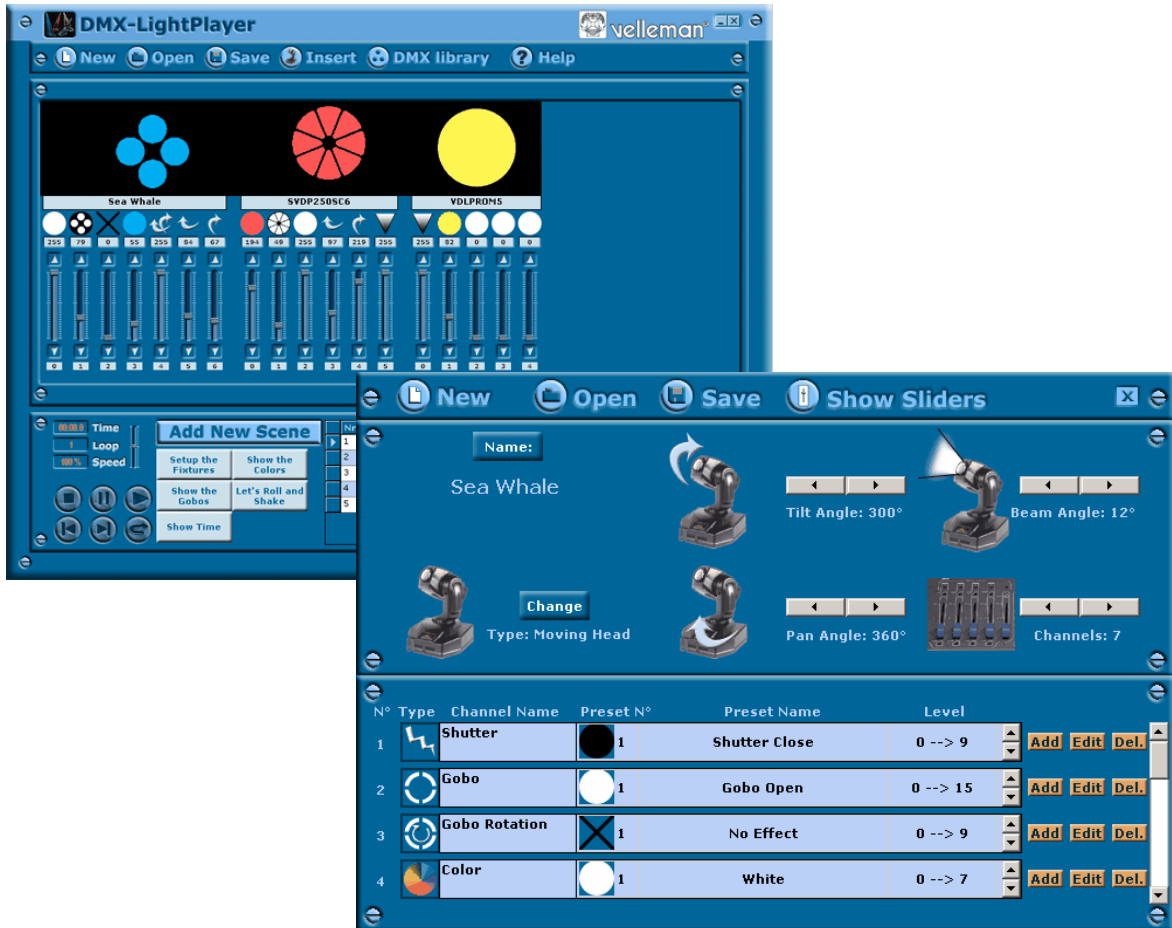 DMX-LightPlayer velleman®
New Open Save Insert DMX library Help
Sea Whale SVDP250SC6 VDLPROM5
255 79 0 55 255 84 67 194 49 255 97 219 255 255 82 0 0 0
0 1 2 3 4 5 6 0 1 2 3 4 5 0 1 2 3 4
00:00.0 Time
1 Loop
100 % Speed
Add New Scene
Setup the Fixtures
Show the Colors
Show the Gobos
Let's Roll and Shake
Show Time
Nr
1
2
3
4
5
New Open Save Show Sliders
Name:
Sea Whale
Tilt Angle: 300°
Beam Angle: 12°
Change
Type: Moving Head
Pan Angle: 360°
Channels: 7
N° Type Channel Name Preset N° Preset Name Level
1 Shutter 1 Shutter Close 0 --> 9 Add Edit Del.
2 Gobo 1 Gobo Open 0 --> 15 Add Edit Del.
3 Gobo Rotation 1 No Effect 0 --> 9 Add Edit Del.
4 Color 1 White 0 --> 7 Add Edit Del.